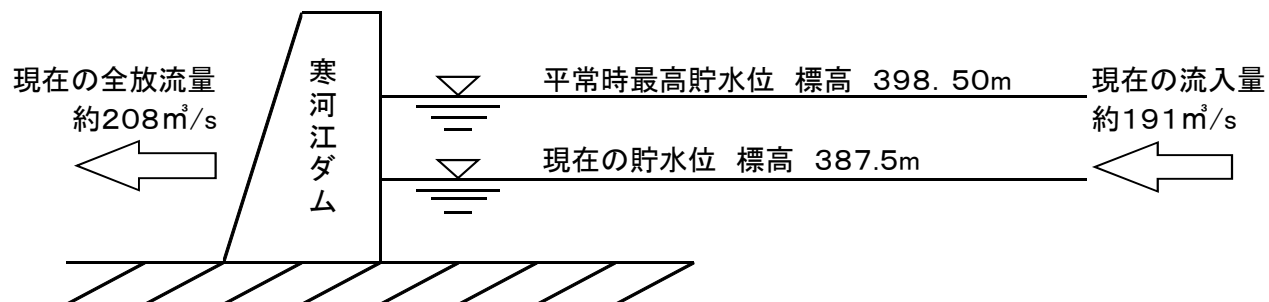 現在の全放流量
約208㎥/s
寒河江ダム
平常時最高貯水位 標高 398.50m
現在の貯水位 標高 387.5m
現在の流入量
約191㎥/s